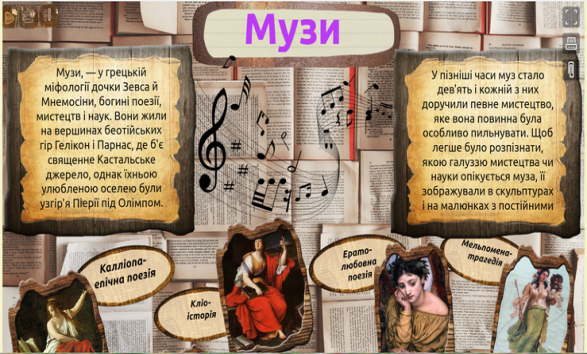 Музи
Музи, — у грецькій
міфології дочки Зевса й
Мнемосіни, богині поезії,
мистецтв і наук. Вони жили
на вершинах беотійських
гір Гелікон і Парнас, де б'є
священне Кастальське
джерело, однак їхньою
улюбленою оселею були
узгір'я Піерії під Олімпом.
У пізніші часи муз стало
дев'ять і кожній з них
доручили певне мистецтво,
яке вона повинна була
особливо пильнувати. Щоб
легше було розпізнати,
якою галуззю мистецтва чи
науки опікується муза, її
зображували в скульптурах
і на малюнках з постійними
Калліопа-
епічна поезія
Кліо-
історія
Ерато-
любовна
поезія
Мельпомена-
трагедія